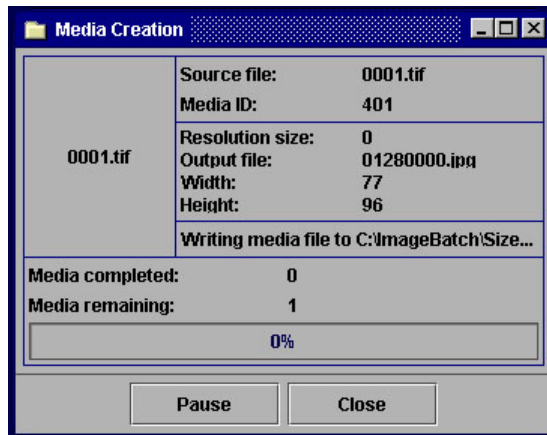 Media Creation
Source file: 0001.tif
Media ID: 401
0001.tif
Resolution size: 0
Output file: 01280000.jpg
Width: 77
Height: 96
Writing media file to C:\ImageBatch\Size...
Media completed: 0
Media remaining: 1
0%
Pause Close